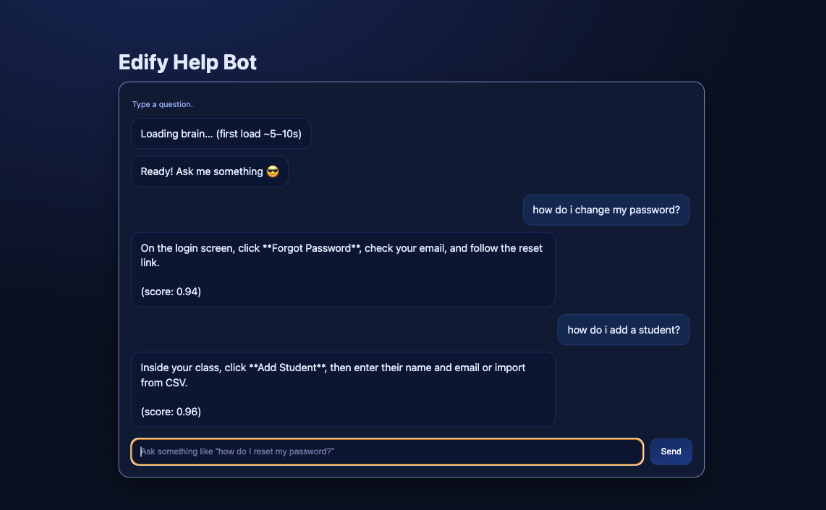 Edify Help Bot
Type a question.
Loading brain... (first load ~5–10s)
Ready! Ask me something 😎
how do i change my password?
On the login screen, click **Forgot Password**, check your email, and follow the reset
link.
(score: 0.94)
how do i add a student?
Inside your class, click **Add Student**, then enter their name and email or import
from CSV.
(score: 0.96)
Ask something like "how do I reset my password?"
Send